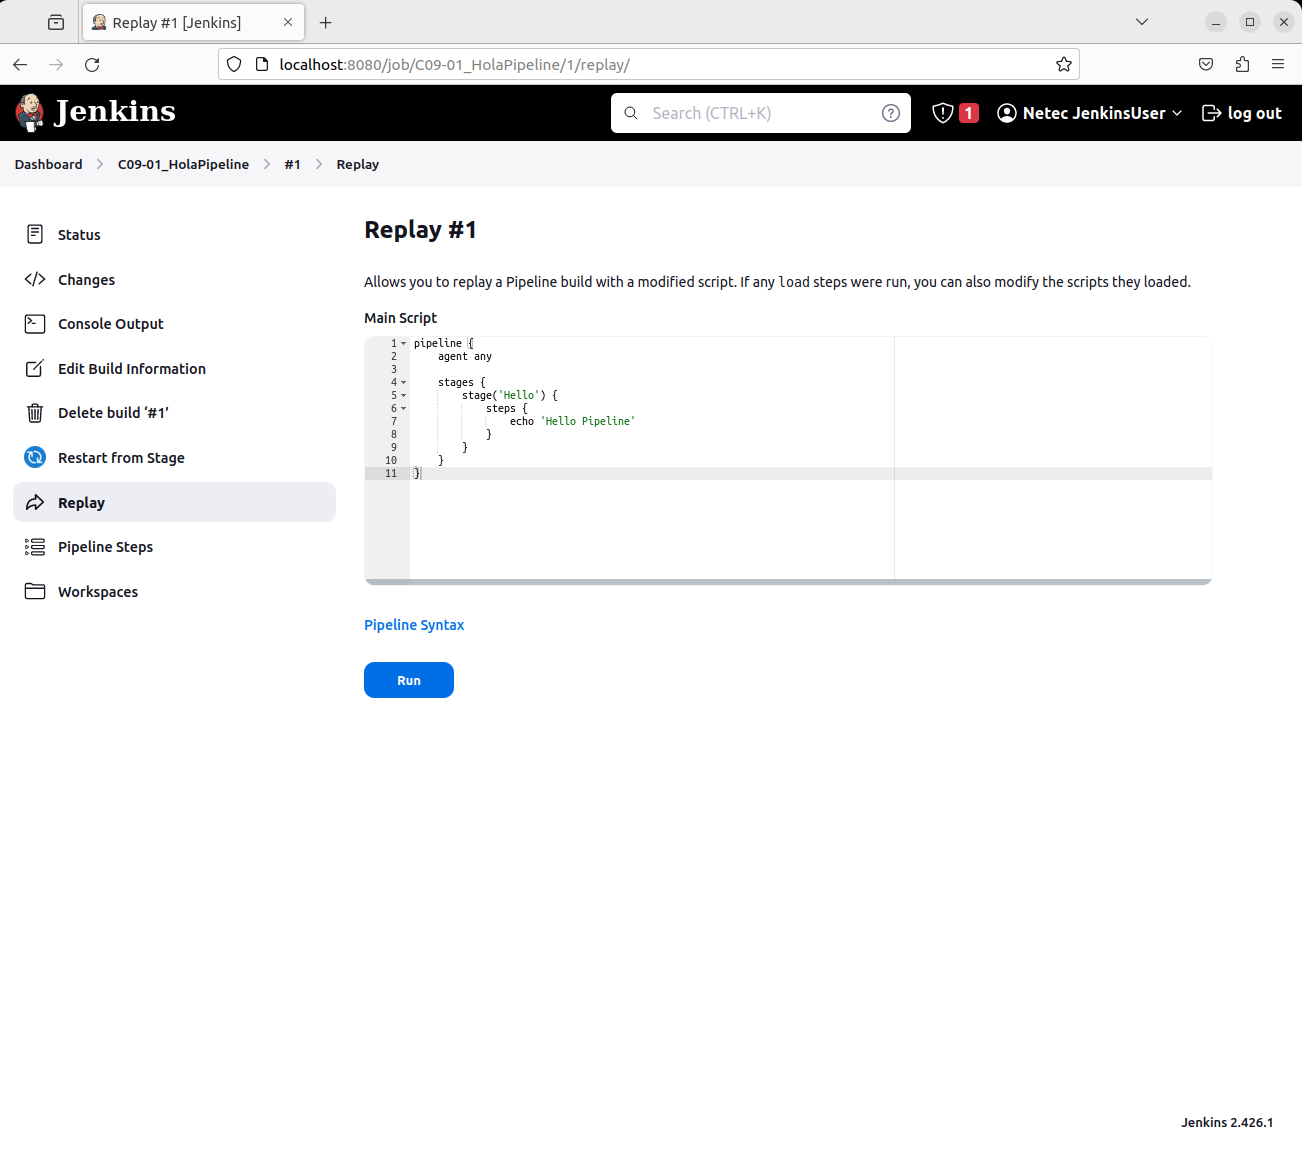 Replay #1 [Jenkins]
localhost:8080/job/C09-01_HolaPipeline/1/replay/
Jenkins
Search (CTRL+K)
1
Netec JenkinsUser
log out
Dashboard
C09-01_HolaPipeline
#1
Replay
Status
Changes
Console Output
Edit Build Information
Delete build ‘#1’
Restart from Stage
Replay
Pipeline Steps
Workspaces
Replay #1
Allows you to replay a Pipeline build with a modified script. If any load steps were run, you can also modify the scripts they loaded.
Main Script
1 pipeline {
2     agent any
3
4     stages {
5         stage('Hello') {
6             steps {
7                 echo 'Hello Pipeline'
8             }
9         }
10     }
11 }
Pipeline Syntax
Run
Jenkins 2.426.1